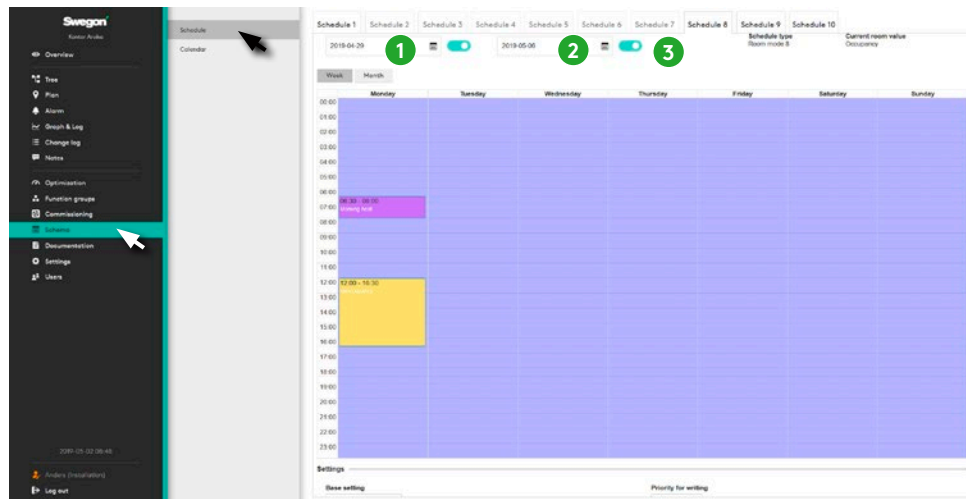 Swegon
Kontor Arvika
Overview
Tree
Plan
Alarm
Graph & Log
Change log
Notes
Optimization
Function groups
Commissioning
Schema
Documentation
Settings
Users
2019-05-02 08:48
Anders (Installation)
Log out
Schedule
Calendar
Schedule 1 Schedule 2 Schedule 3 Schedule 4 Schedule 5 Schedule 6 Schedule 7 Schedule 8 Schedule 9 Schedule 10
2019-04-29 1 2019-05-08 2 3
Schedule type
Room mode 8
Current room value
Occupancy
Week Month
Monday Tuesday Wednesday Thursday Friday Saturday Sunday
00:00
01:00
02:00
03:00
04:00
05:00
06:00
06:30 - 08:00
07:00 Morning heat
08:00
09:00
10:00
11:00
12:00 12:00 - 16:30
13:00
14:00
15:00
16:00
17:00
18:00
19:00
20:00
21:00
22:00
23:00
Settings
Base setting Priority for writing